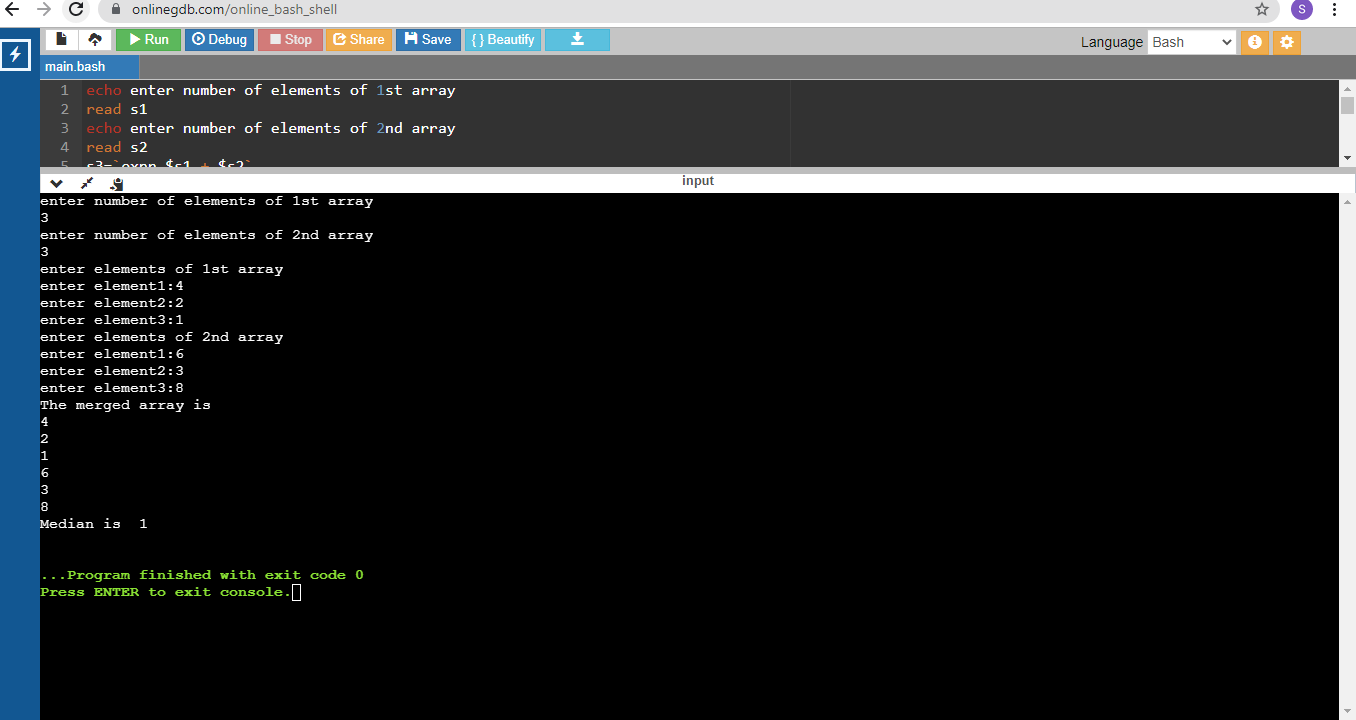 onlinegdb.com/online_bash_shell
S
Run Debug Stop Share Save { } Beautify
Language Bash
main.bash
1 echo enter number of elements of 1st array
2 read s1
3 echo enter number of elements of 2nd array
4 read s2
5 s3=`expr $s1 + $s2`
input
enter number of elements of 1st array
3
enter number of elements of 2nd array
3
enter elements of 1st array
enter element1:4
enter element2:2
enter element3:1
enter elements of 2nd array
enter element1:6
enter element2:3
enter element3:8
The merged array is
4
2
1
6
3
8
Median is  1
...Program finished with exit code 0
Press ENTER to exit console.